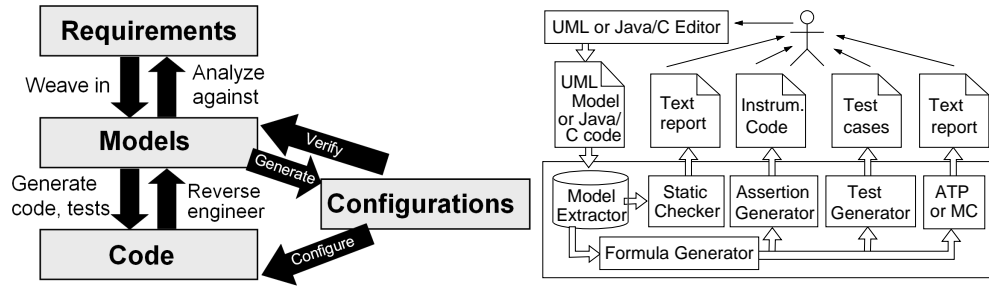 Requirements
Weave in
Analyze
against
Models
Verify
Generate
Generate
code, tests
Reverse
engineer
Configurations
Configure
Code
UML or Java/C Editor
UML
Model
or Java/
C code
Text
report
Instrum.
Code
Test
cases
Text
report
Model
Extractor
Static
Checker
Assertion
Generator
Test
Generator
ATP
or MC
Formula Generator